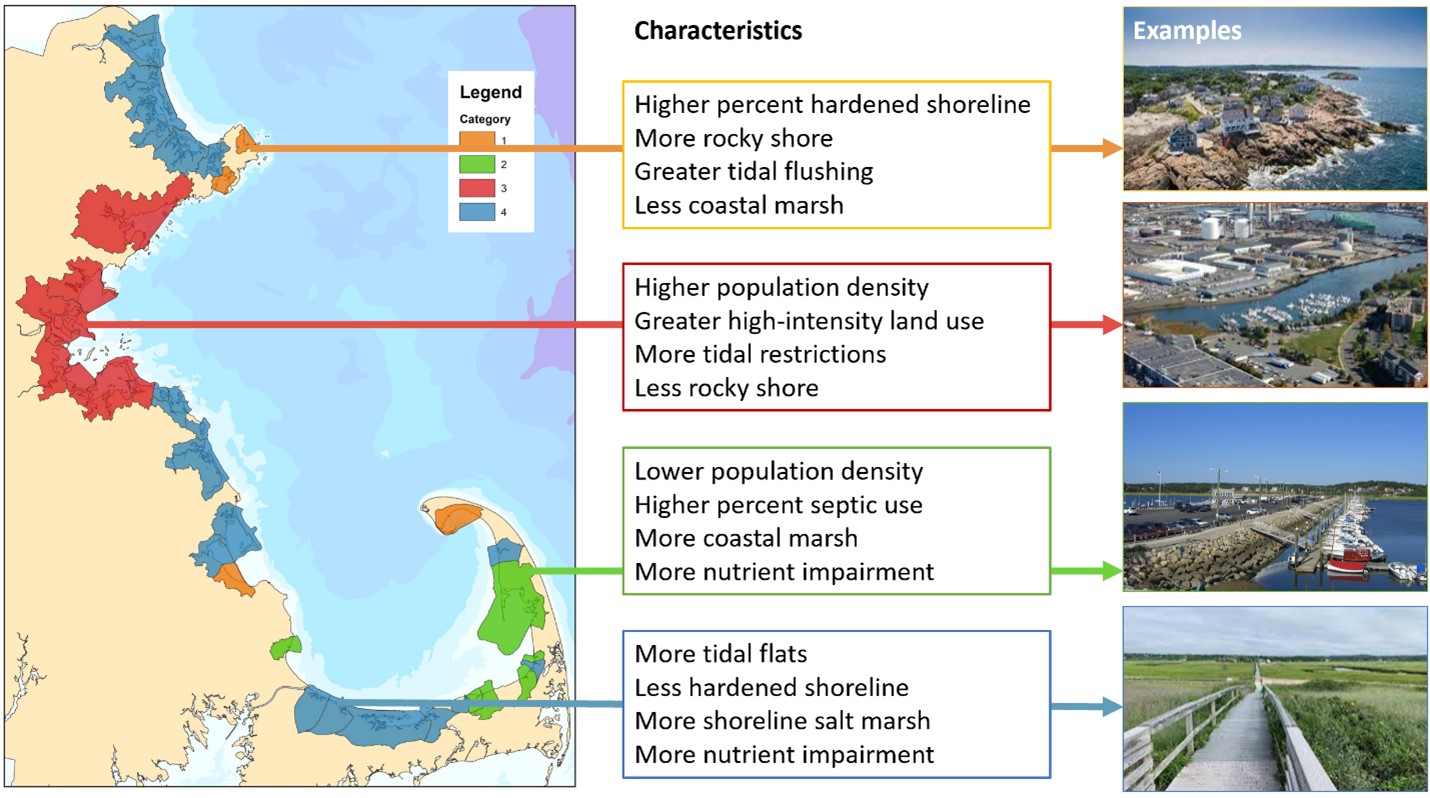 Legend
Category
1
2
3
4
Characteristics
Higher percent hardened shoreline
More rocky shore
Greater tidal flushing
Less coastal marsh
Higher population density
Greater high-intensity land use
More tidal restrictions
Less rocky shore
Lower population density
Higher percent septic use
More coastal marsh
More nutrient impairment
More tidal flats
Less hardened shoreline
More shoreline salt marsh
More nutrient impairment
Examples